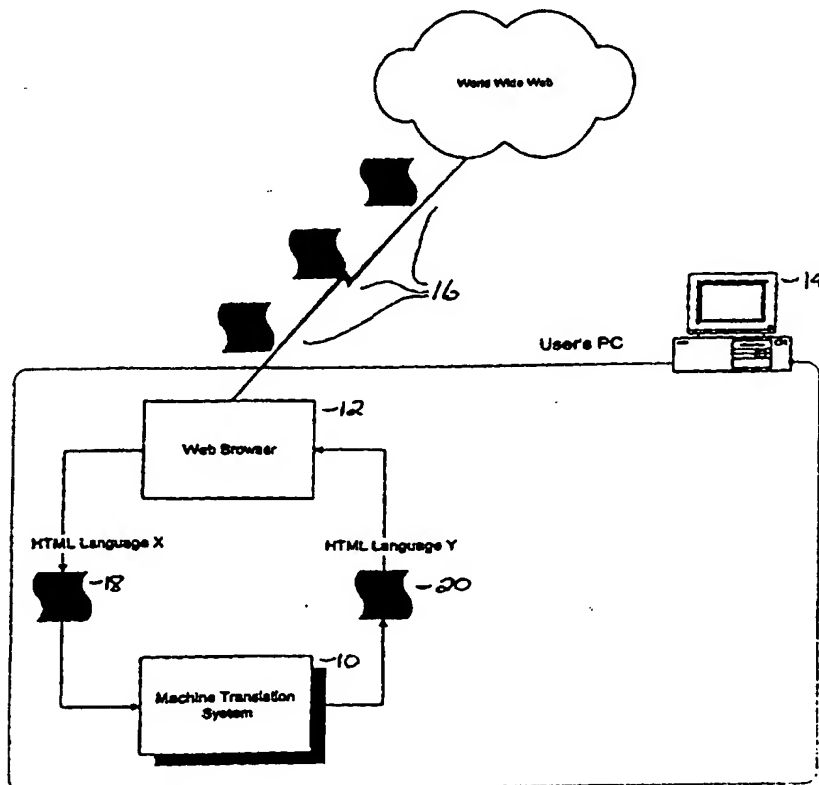 World Wide Web
16
14
User's PC
12
Web Browser
HTML Language X
HTML Language Y
18
20
10
Machine Translation
System